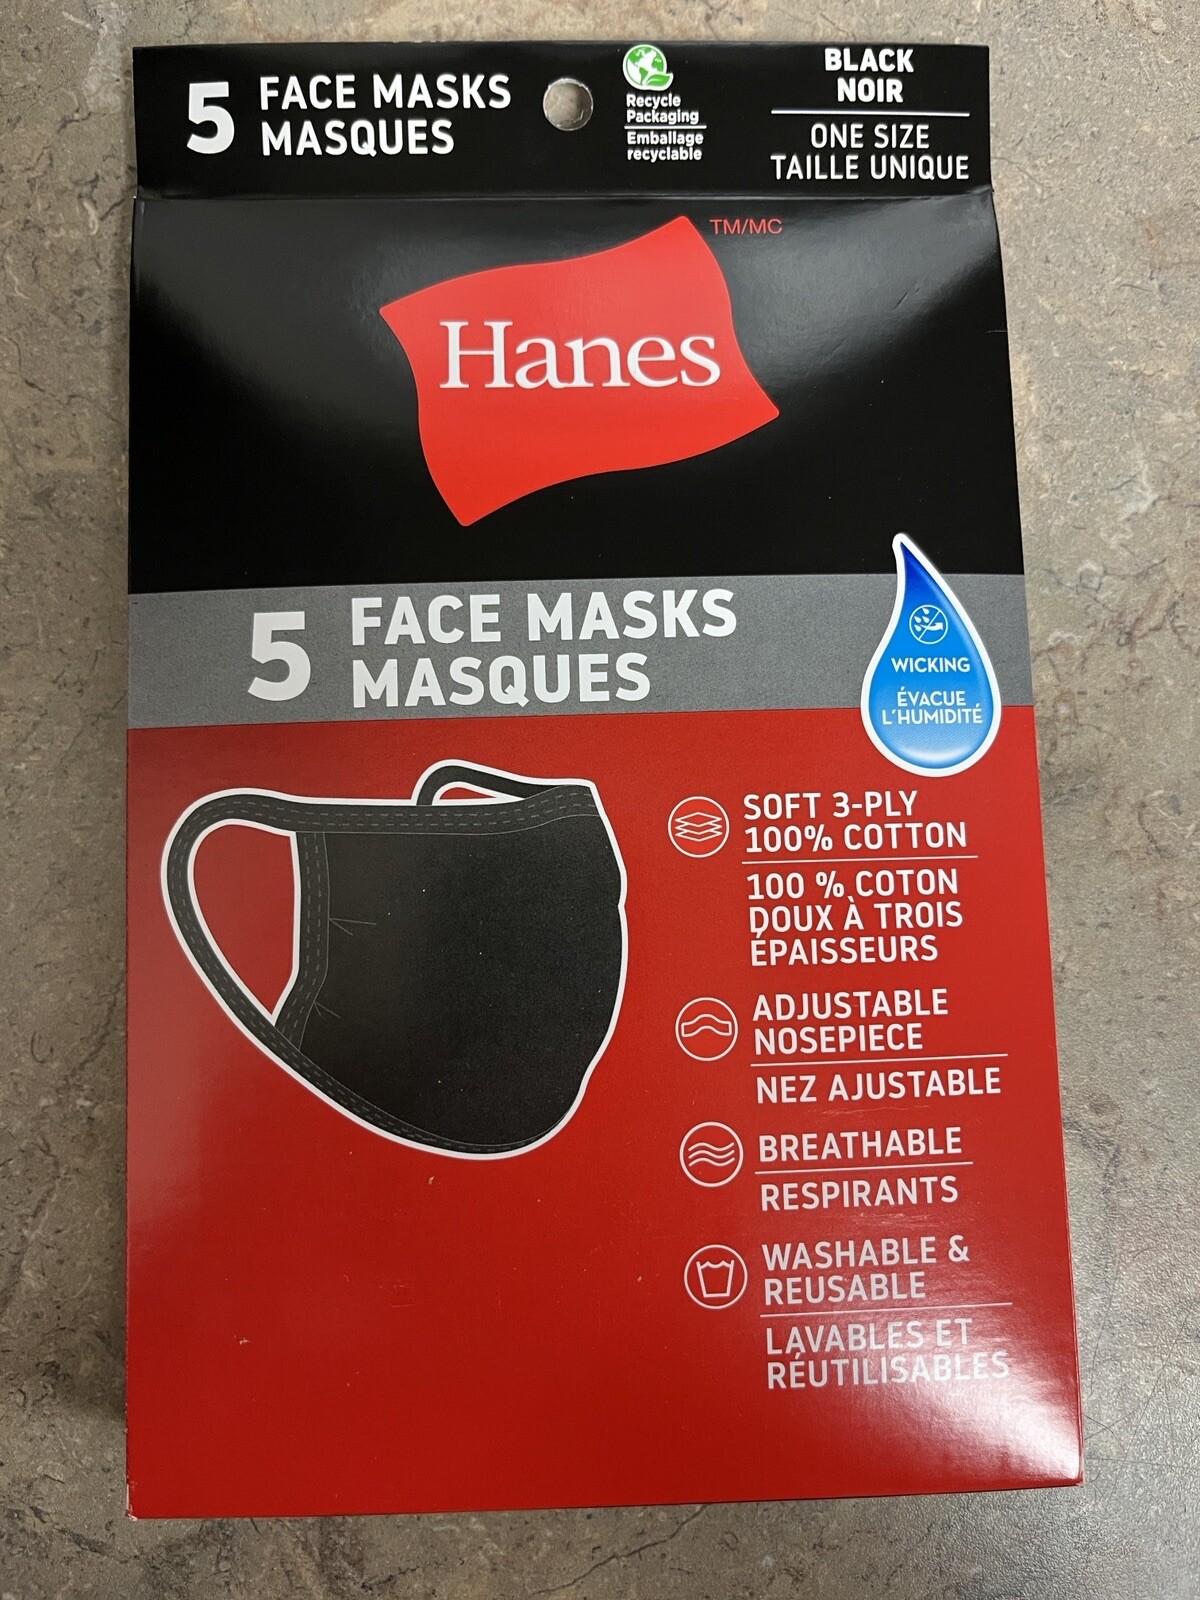 5 FACE MASKS
MASQUES
Recycle
Packaging
Emballage
recyclable
BLACK
NOIR
ONE SIZE
TAILLE UNIQUE
TM/MC
Hanes
5 FACE MASKS
MASQUES
WICKING
ÉVACUE
L'HUMIDITÉ
SOFT 3-PLY
100% COTTON
100 % COTON
DOUX À TROIS
ÉPAISSEURS
ADJUSTABLE
NOSEPIECE
NEZ AJUSTABLE
BREATHABLE
RESPIRANTS
WASHABLE &
REUSABLE
LAVABLES ET
RÉUTILISABLES